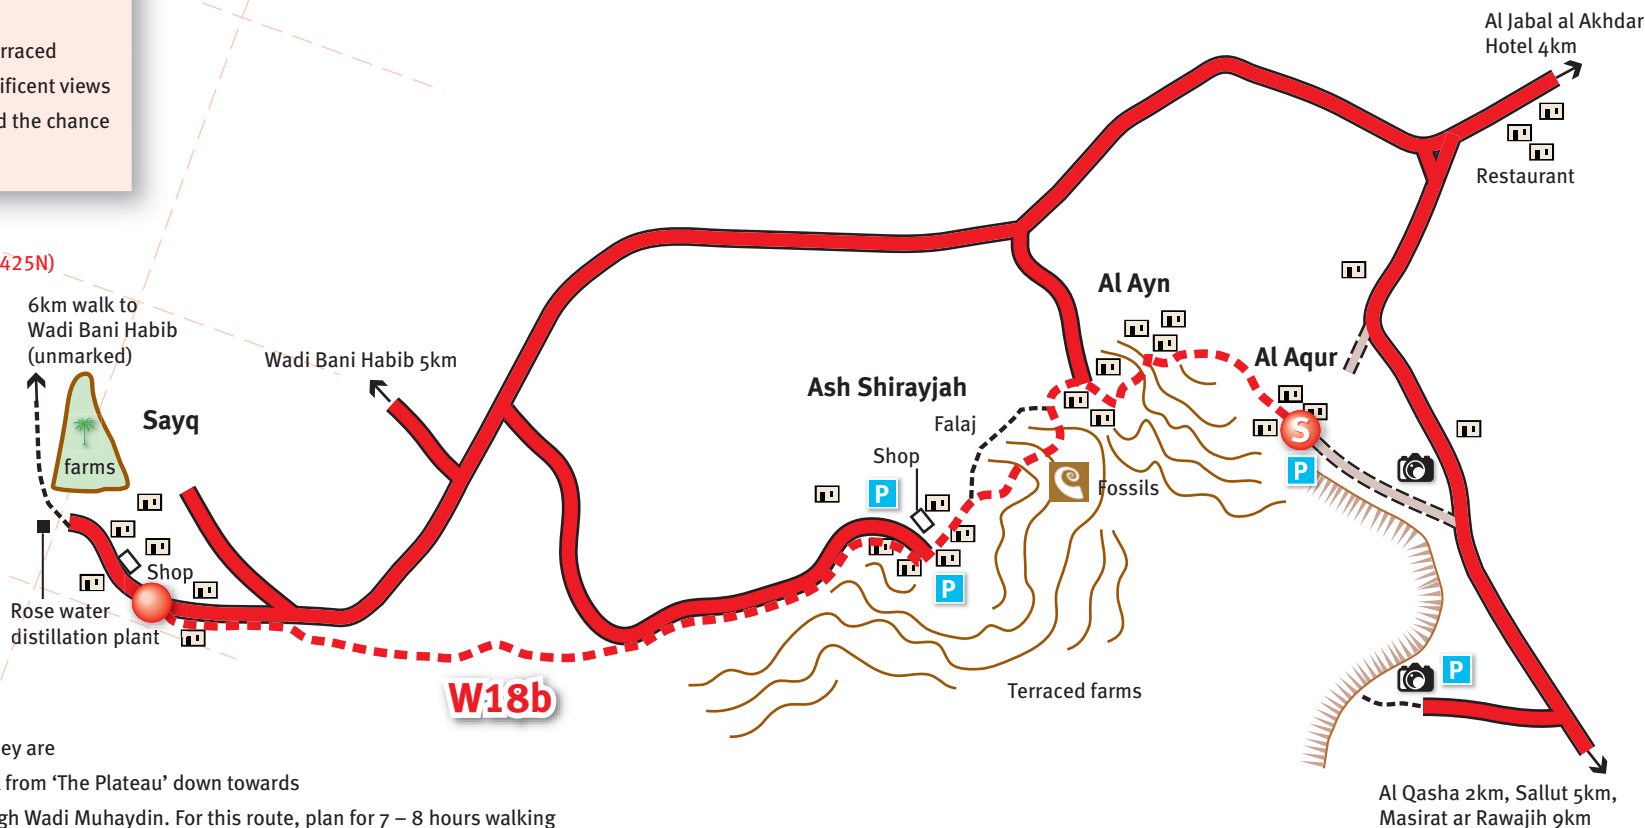 rraced
ificent views
d the chance
425N)
6km walk to
Wadi Bani Habib
(unmarked)
farms
Sayq
Shop
Rose water
distillation plant
Wadi Bani Habib 5km
W18b
Ash Shirayjah
Falaj
Shop
P
P
Fossils
Terraced farms
Al Ayn
Al Aqur
S
P
Al Jabal al Akhdar
Hotel 4km
Restaurant
P
Al Qasha 2km, Sallut 5km,
Masirat ar Rawajih 9km
ey are
from ‘The Plateau’ down towards
gh Wadi Muhaydin. For this route, plan for 7 – 8 hours walking